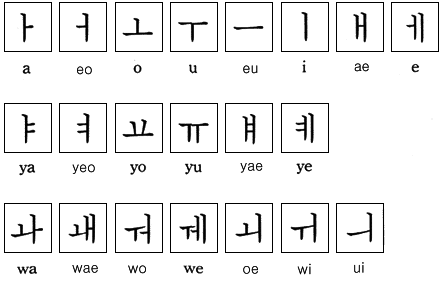 ㅏ ㅓ ㅗ ㅜ ㅡ ㅣ ㅐ ㅔ
a eo o u eu i ae e
ㅑ ㅕ ㅛ ㅠ ㅒ ㅖ
ya yeo yo yu yae ye
ㅘ ㅙ ㅝ ㅞ ㅚ ㅟ ㅢ
wa wae wo we oe wi ui